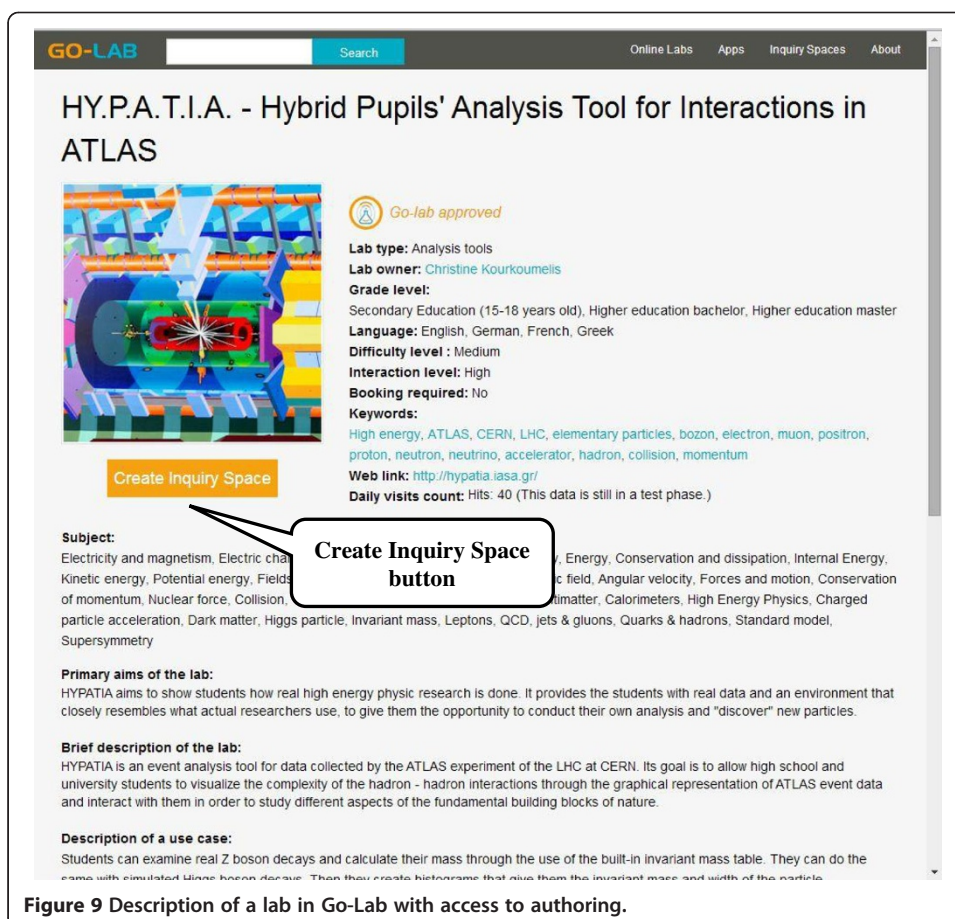 GO-LAB
Search
Online Labs Apps Inquiry Spaces About
HY.P.A.T.I.A. - Hybrid Pupils' Analysis Tool for Interactions in
ATLAS
Go-lab approved
Lab type: Analysis tools
Lab owner: Christine Kourkoumelis
Grade level:
Secondary Education (15-18 years old), Higher education bachelor, Higher education master
Language: English, German, French, Greek
Difficulty level : Medium
Interaction level: High
Booking required: No
Keywords:
High energy, ATLAS, CERN, LHC, elementary particles, bozon, electron, muon, positron,
proton, neutron, neutrino, accelerator, hadron, collision, momentum
Web link: http://hypatia.iasa.gr/
Daily visits count: Hits: 40 (This data is still in a test phase.)
Create Inquiry Space
Create Inquiry Space
button
Subject:
Electricity and magnetism, Electric , Energy, Conservation and dissipation, Internal Energy,
Kinetic energy, Potential energy, field, Angular velocity, Forces and motion, Conservation
of momentum, Nuclear force, Collision, Calorimeters, High Energy Physics, Charged
particle acceleration, Dark matter, Higgs particle, Invariant mass, Leptons, QCD, jets & gluons, Quarks & hadrons, Standard model,
Supersymmetry
Primary aims of the lab:
HYPATIA aims to show students how real high energy physic research is done. It provides the students with real data and an environment that
closely resembles what actual researchers use, to give them the opportunity to conduct their own analysis and "discover" new particles.
Brief description of the lab:
HYPATIA is an event analysis tool for data collected by the ATLAS experiment of the LHC at CERN. Its goal is to allow high school and
university students to visualize the complexity of the hadron - hadron interactions through the graphical representation of ATLAS event data
and interact with them in order to study different aspects of the fundamental building blocks of nature.
Description of a use case:
Students can examine real Z boson decays and calculate their mass through the use of the built-in invariant mass table. They can do the
same with simulated Higgs boson decays. Then they create histograms that give them the invariant mass and width of the particle
Figure 9 Description of a lab in Go-Lab with access to authoring.